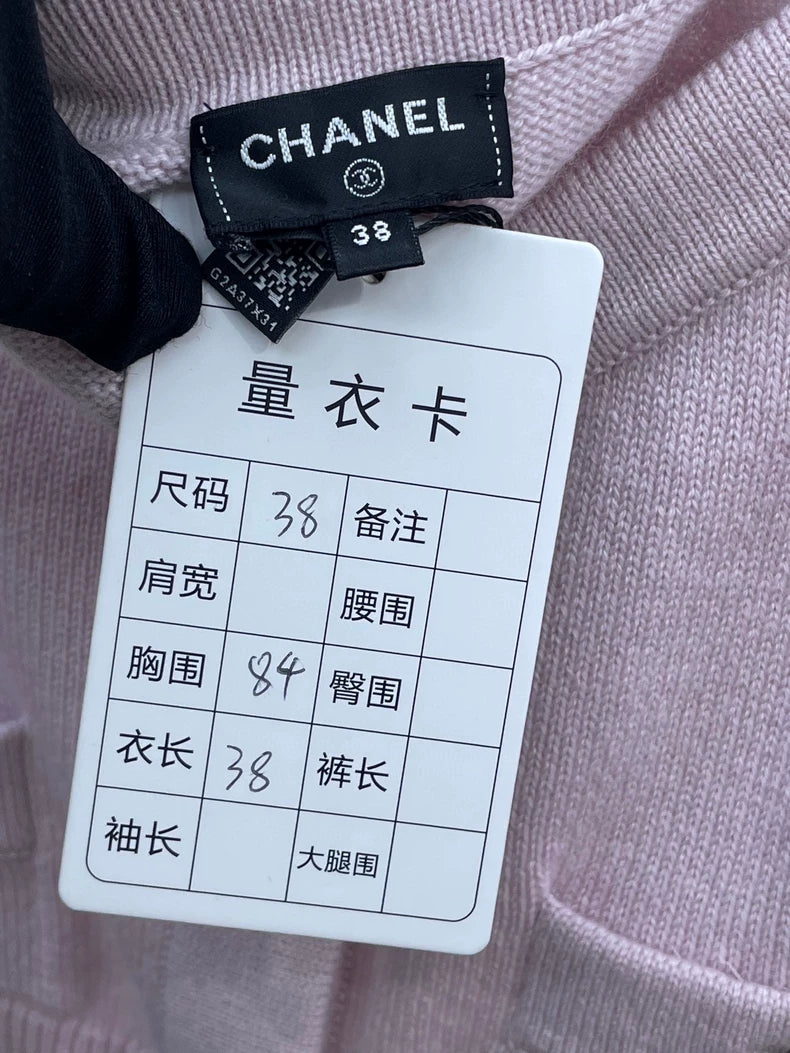 CHANEL
38
G2A37X31
量衣卡
尺码 38 备注
肩宽 腰围
胸围 84 臀围
衣长 38 裤长
袖长 大腿围